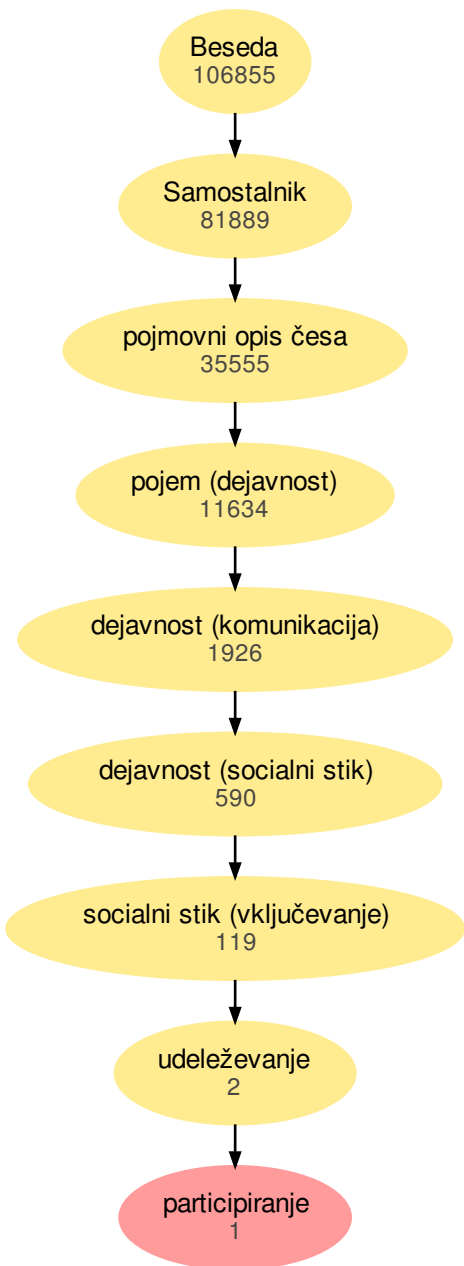 Beseda
106855
Samostalnik
81889
pojmovni opis česa
35555
pojem (dejavnost)
11634
dejavnost (komunikacija)
1926
dejavnost (socialni stik)
590
socialni stik (vključevanje)
119
udeleževanje
2
participiranje
1